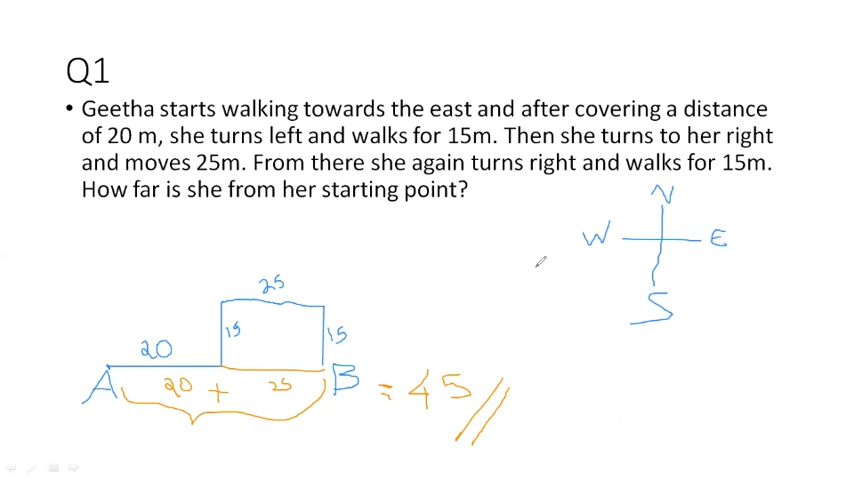 Q1
• Geetha starts walking towards the east and after covering a distance
of 20 m, she turns left and walks for 15m. Then she turns to her right
and moves 25m. From there she again turns right and walks for 15m.
How far is she from her starting point?
N
W E
S
25
15 15
20
A B
20 + 25 = 45 //